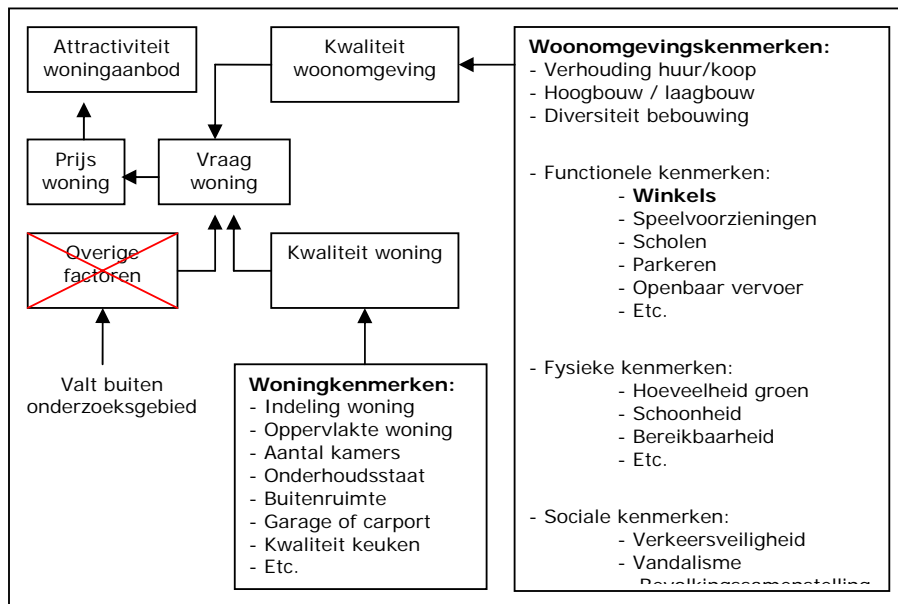 Attractiviteit
woningaanbod
Kwaliteit
woonomgeving
Prijs
woning
Vraag
woning
Overige
factoren
Kwaliteit woning
Valt buiten
onderzoeksgebied
Woningkenmerken:
- Indeling woning
- Oppervlakte woning
- Aantal kamers
- Onderhoudsstaat
- Buitenruimte
- Garage of carport
- Kwaliteit keuken
- Etc.
Woonomgevingskenmerken:
- Verhouding huur/koop
- Hoogbouw / laagbouw
- Diversiteit bebouwing
- Functionele kenmerken:
- Winkels
- Speelvoorzieningen
- Scholen
- Parkeren
- Openbaar vervoer
- Etc.
- Fysieke kenmerken:
- Hoeveelheid groen
- Schoonheid
- Bereikbaarheid
- Etc.
- Sociale kenmerken:
- Verkeersveiligheid
- Vandalisme
- Bevolkingssamenstelling